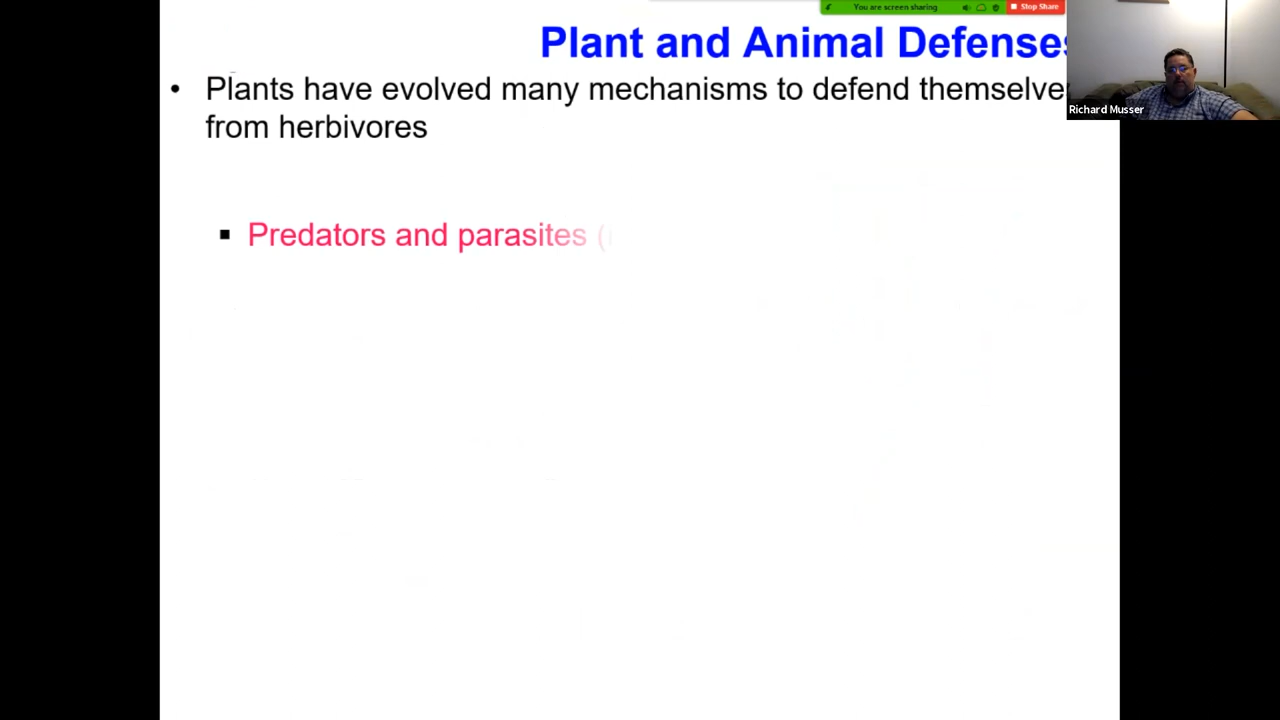 You are screen sharing
Stop Share
Plant and Animal Defenses
• Plants have evolved many mechanisms to defend themselve
from herbivores
Richard Musser
▪ Predators and parasites (